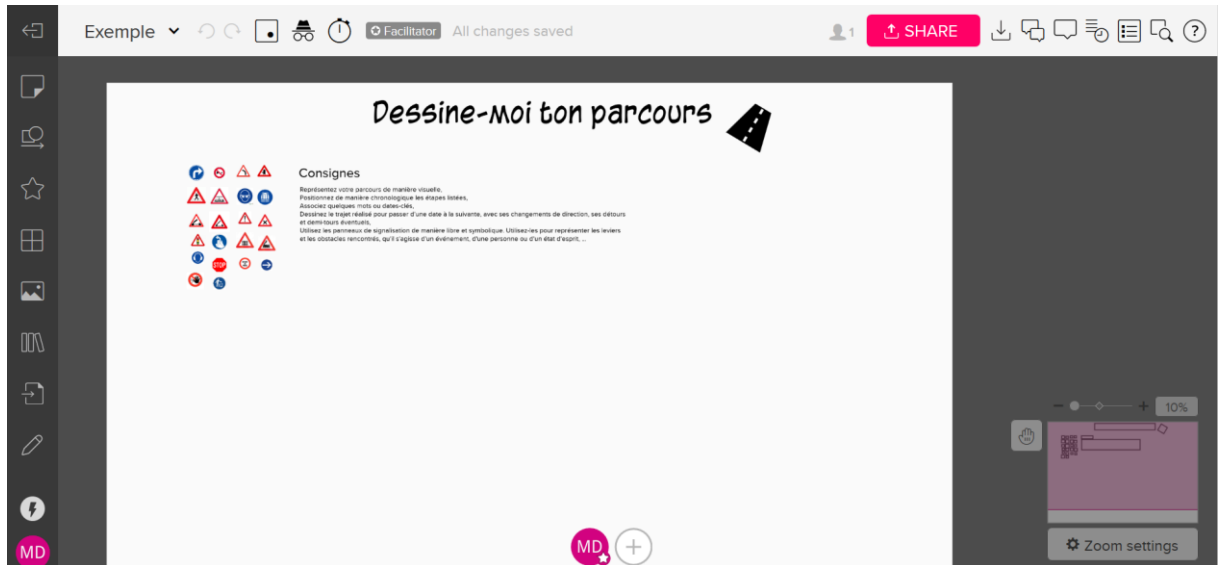 Exemple
Facilitator
All changes saved
1
SHARE
?
Dessine-moi ton parcours
Consignes
Représentez votre parcours de manière visuelle,
Positionnez de manière chronologique les étapes listées,
Associez quelques mots ou dates-clés,
Dessinez le trajet réalisé pour passer d'une date à la suivante, avec ses changements de direction, ses détours
et demi-tours éventuels,
Utilisez les panneaux de signalisation de manière libre et symbolique. Utilisez-les pour représenter les leviers
et les obstacles rencontrés, qu'il s'agisse d'un événement, d'une personne ou d'un état d'esprit, ...
STOP
10%
Zoom settings
MD
MD